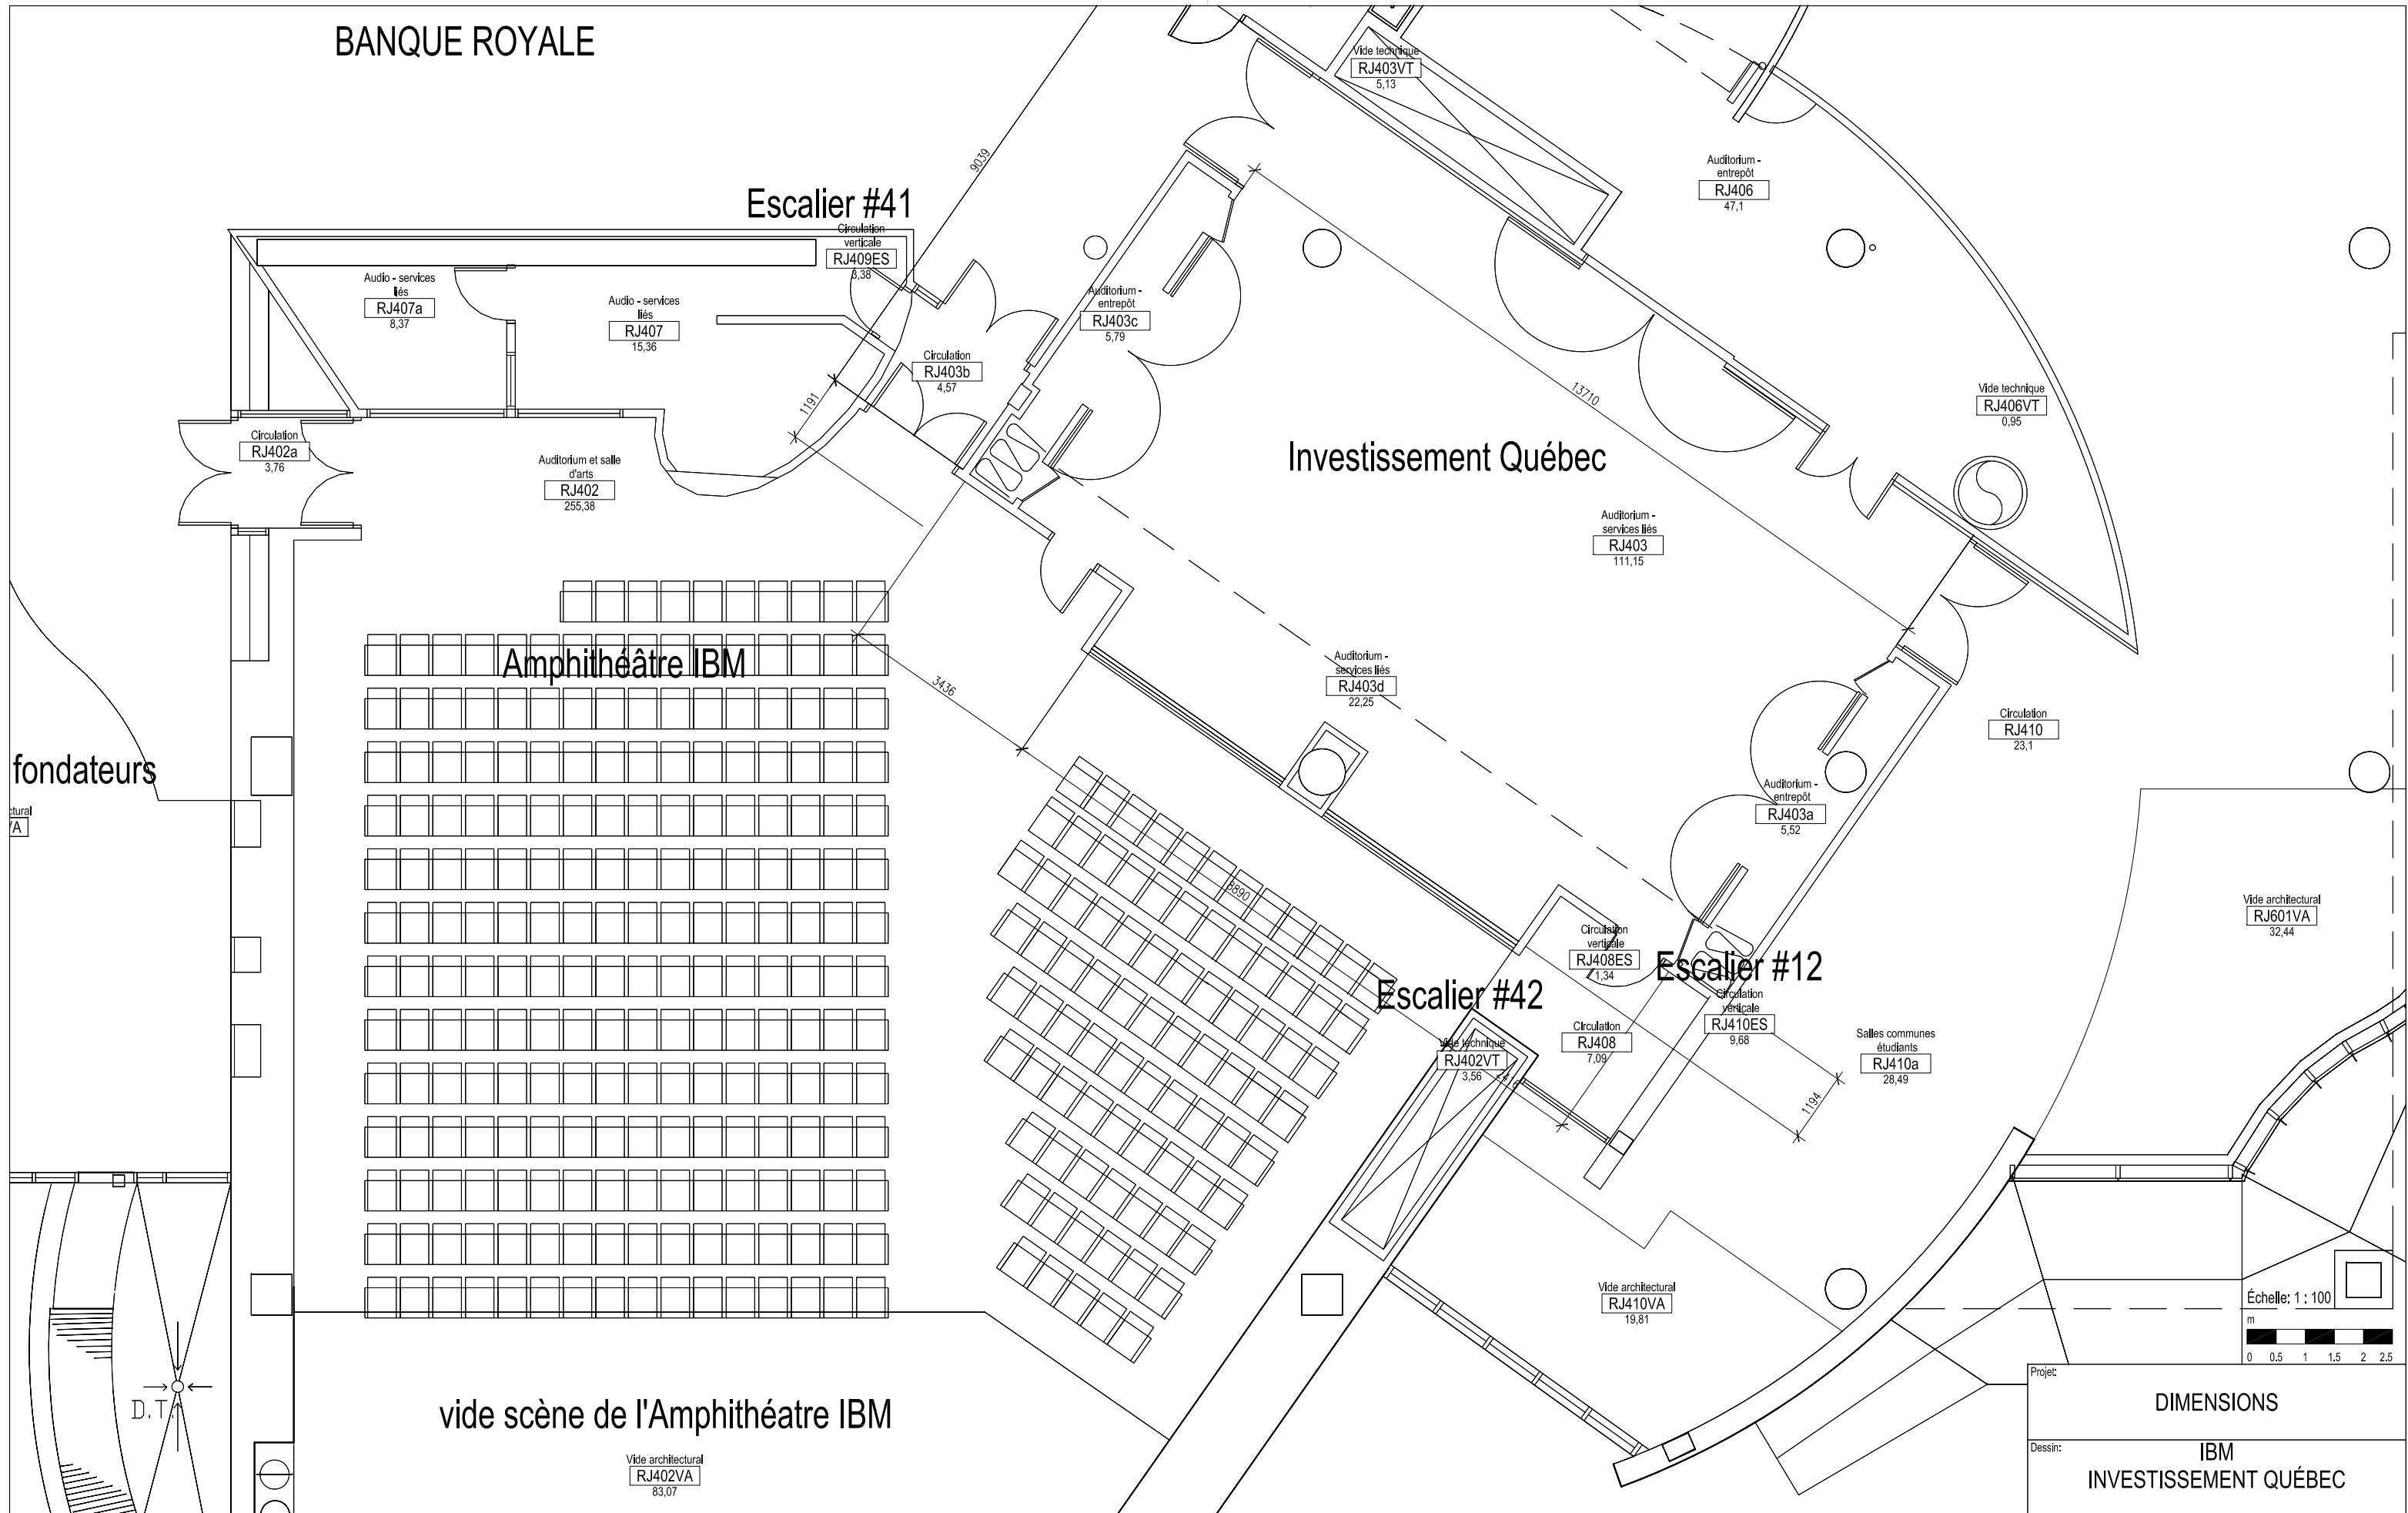 BANQUE ROYALE
Vide technique
RJ403VT
5,13
9039
Auditorium -
entrepôt
RJ406
47,1
Escalier #41
Circulation
verticale
RJ409ES
3,38
Audio - services
liés
RJ407a
8,37
Audio - services
liés
RJ407
15,36
Auditorium -
entrepôt
RJ403c
5,79
Circulation
RJ403b
4,57
1191
13710
Vide technique
RJ406VT
0,95
Circulation
RJ402a
3,76
Auditorium et salle
d'arts
RJ402
255,38
Investissement Québec
Auditorium -
services liés
RJ403
111,15
Amphithéâtre IBM
3436
Auditorium -
services liés
RJ403d
22,25
Circulation
RJ410
23,1
fondateurs
ctural
Auditorium -
entrepôt
RJ403a
5,52
8890
Vide architectural
RJ601VA
32,44
Circulation
verticale
RJ408ES
1,34
Escalier #12
Escalier #42
Circulation
verticale
RJ410ES
9,68
Circulation
RJ408
7,09
Vide technique
RJ402VT
3,56
Salles communes
étudiants
RJ410a
28,49
1194
Vide architectural
RJ410VA
19,81
Échelle: 1 : 100
m
0 0.5 1 1.5 2 2.5
D.T.
vide scène de l'Amphithéatre IBM
Vide architectural
RJ402VA
83,07
Projet:
DIMENSIONS
Dessin:
IBM
INVESTISSEMENT QUÉBEC